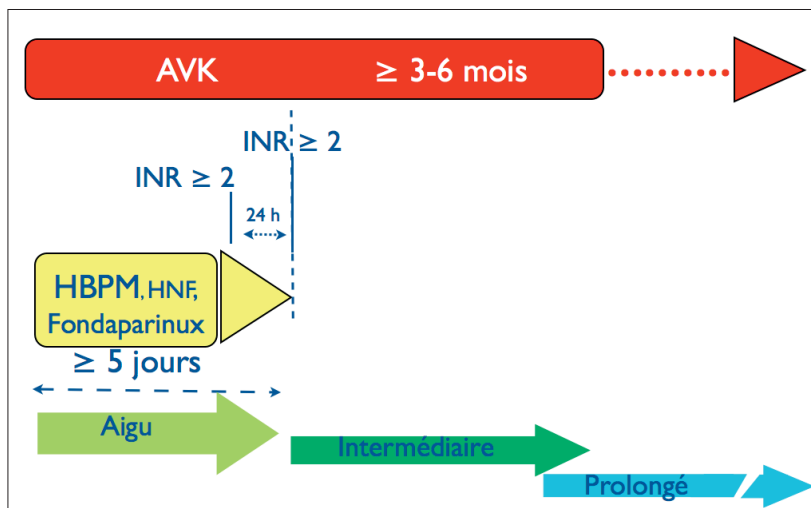 AVK ≥ 3-6 mois
INR ≥ 2
INR ≥ 2
24 h
HBPM, HNF,
Fondaparinux
≥ 5 jours
Aigu
Intermédiaire
Prolongé